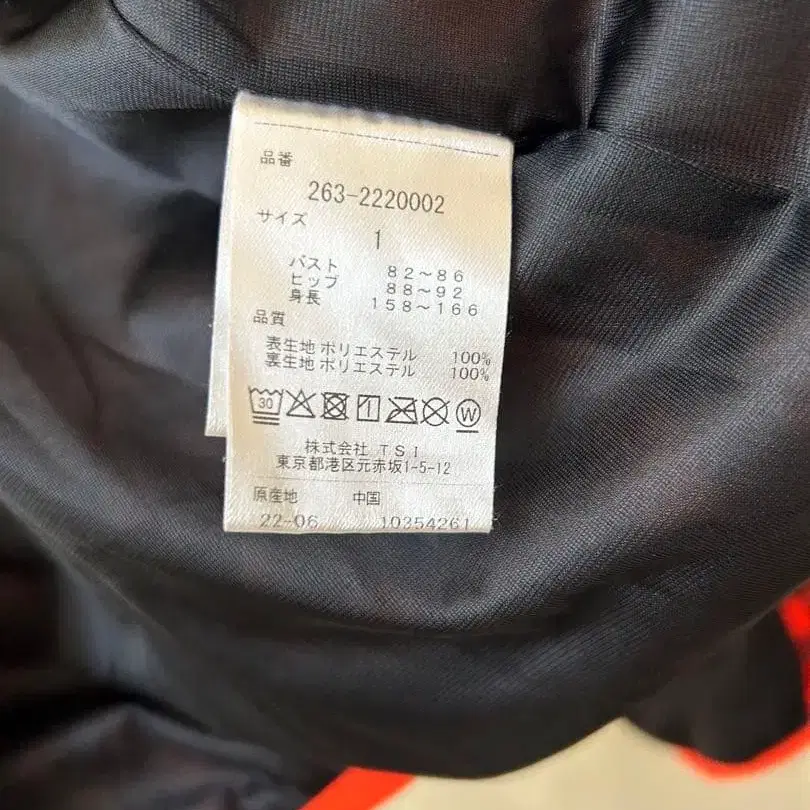 品番
263-2220002
サイズ
1
バスト 82～86
ヒップ 88～92
身長 158～166
品質
表生地 ポリエステル 100%
裏生地 ポリエステル 100%
30
W
株式会社 TSI
東京都港区元赤坂1-5-12
原産地 中国
22-06 10354261